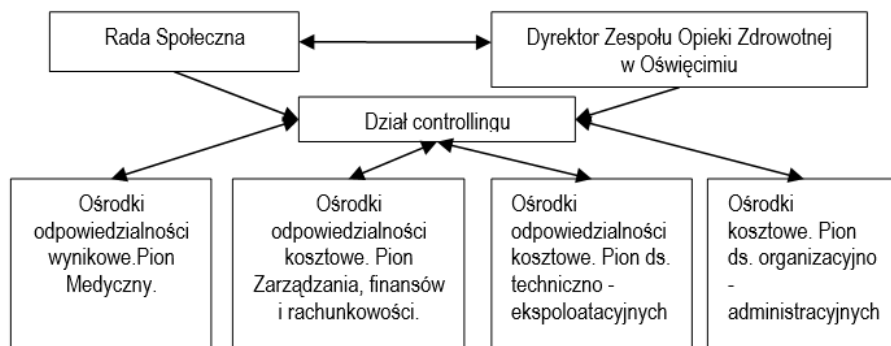 Rada Społeczna
Dyrektor Zespołu Opieki Zdrowotnej
w Oświęcimiu
Dział controllingu
Ośrodki
odpowiedzialności
wynikowe.Pion
Medyczny.
Ośrodki
odpowiedzialności
kosztowe. Pion
Zarządzania, finansów
i rachunkowości.
Ośrodki
odpowiedzialności
kosztowe. Pion ds.
techniczno -
ekspoloatacyjnych
Ośrodki
kosztowe. Pion
ds. organizacyjno
-
administracyjnych